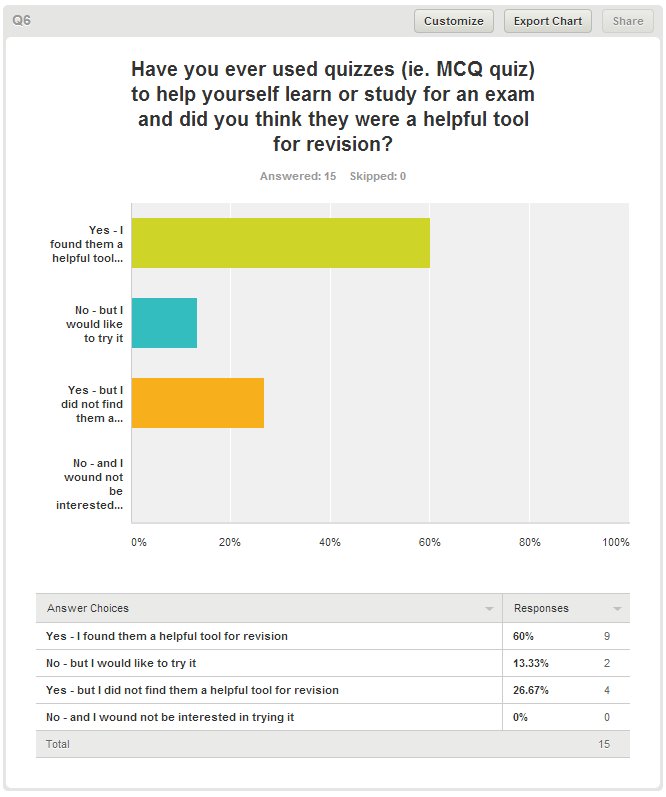 Q6
Customize
Export Chart
Share
Have you ever used quizzes (ie. MCQ quiz)
to help yourself learn or study for an exam
and did you think they were a helpful tool
for revision?
Answered: 15 Skipped: 0
Yes - I
found them a
helpful tool...
No - but I
would like
to try it
Yes - but I
did not find
them a...
No - and I
wound not
be
interested...
0% 20% 40% 60% 80% 100%
Answer Choices Responses
Yes - I found them a helpful tool for revision 60% 9
No - but I would like to try it 13.33% 2
Yes - but I did not find them a helpful tool for revision 26.67% 4
No - and I wound not be interested in trying it 0% 0
Total 15